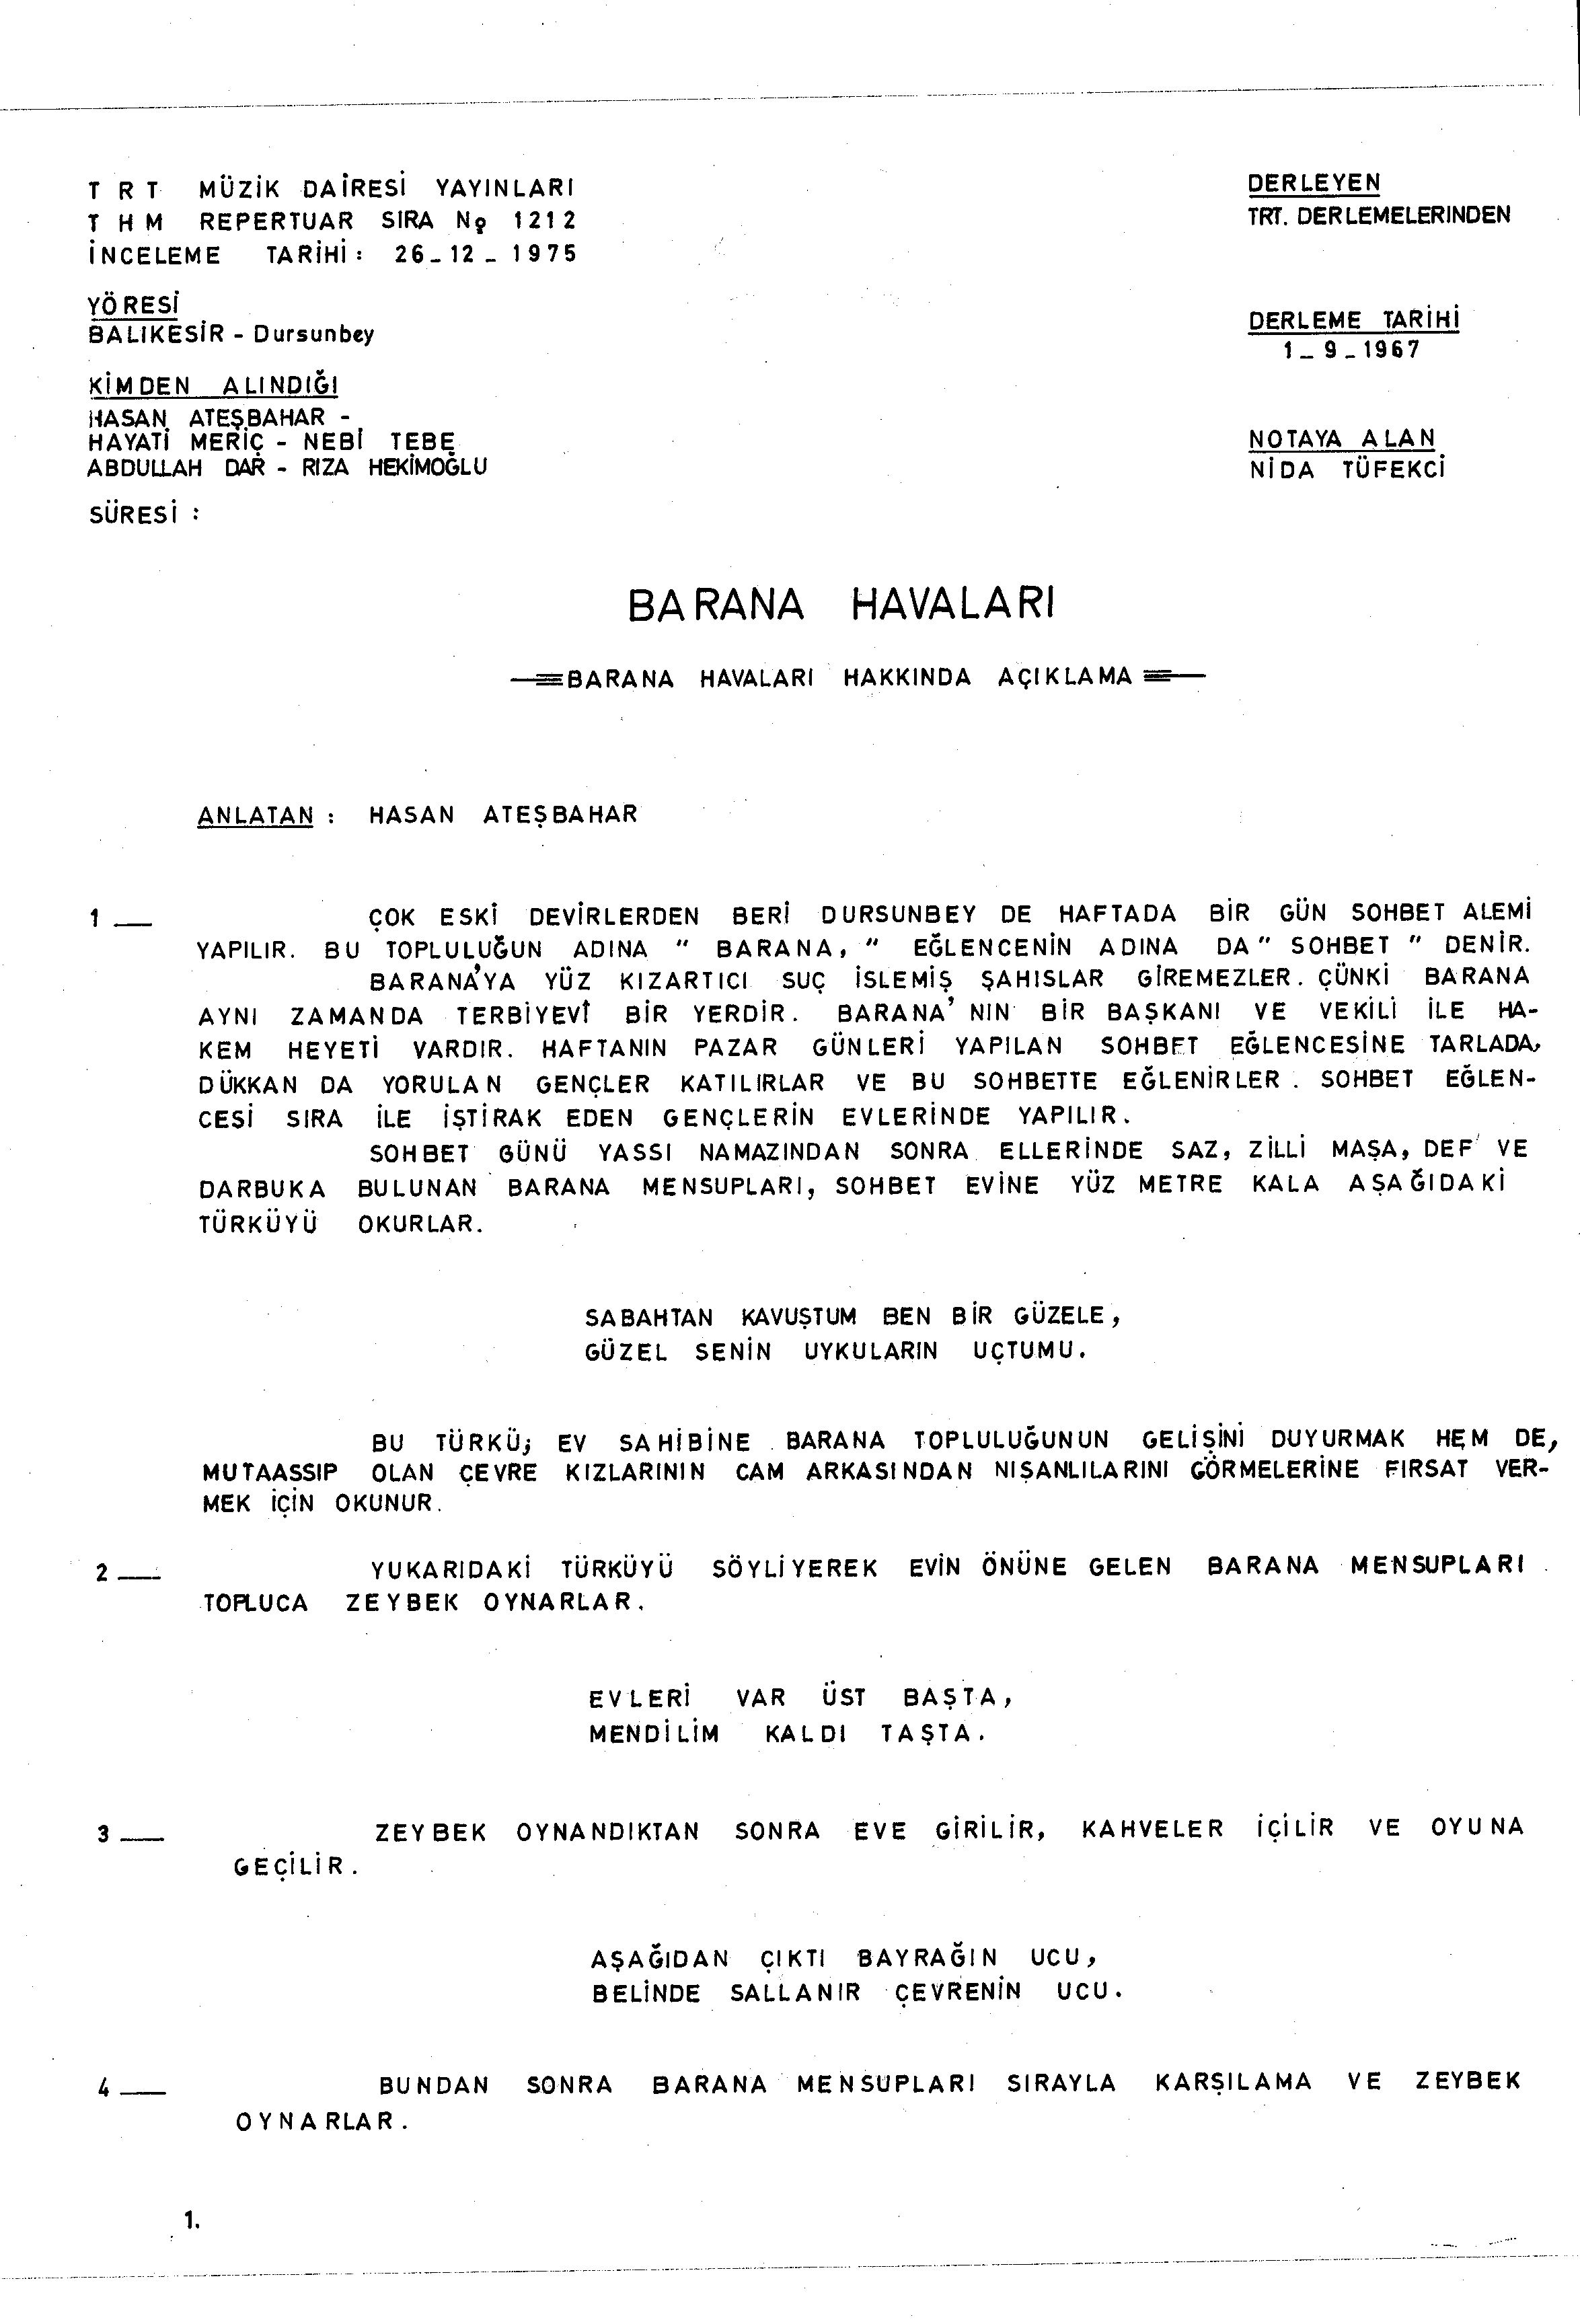 T R T MÜZİK DAİRESİ YAYINLARI
T H M REPERTUAR SIRA No 1212
İNCELEME TARİHİ: 26_12_1975
YÖRESİ
BALIKESİR - Dursunbey
KİMDEN ALINDIĞI
HASAN ATEŞBAHAR -
HAYATİ MERİÇ - NEBİ TEBE
ABDULLAH DAR - RIZA HEKİMOĞLU
SÜRESİ :
DERLEYEN
TRT. DERLEMELERINDEN
DERLEME TARİHİ
1_9_1967
NOTAYA ALAN
NİDA TÜFEKCİ
BARANA HAVALARI
BARANA HAVALARI HAKKINDA AÇIKLAMA
ANLATAN : HASAN ATEŞBAHAR
1 — ÇOK ESKİ DEVİRLERDEN BERİ DURSUNBEY DE HAFTADA BİR GÜN SOHBET ALEMİ
YAPILIR. BU TOPLULUĞUN ADINA " BARANA, " EĞLENCENİN ADINA DA " SOHBET " DENİR.
BARANA'YA YÜZ KIZARTICI SUÇ İSLEMİŞ ŞAHISLAR GİREMEZLER. ÇÜNKİ BARANA
AYNI ZAMANDA TERBİYEVÎ BİR YERDİR. BARANA' NIN BİR BAŞKANI VE VEKİLİ İLE HA-
KEM HEYETİ VARDIR. HAFTANIN PAZAR GÜNLERİ YAPILAN SOHBET EĞLENCESİNE TARLADA,
DÜKKAN DA YORULAN GENÇLER KATILIRLAR VE BU SOHBETTE EĞLENİRLER. SOHBET EĞLEN-
CESİ SIRA İLE İŞTİRAK EDEN GENÇLERİN EVLERİNDE YAPILIR.
SOHBET GÜNÜ YASSI NAMAZINDAN SONRA ELLERİNDE SAZ, ZİLLİ MAŞA, DEF VE
DARBUKA BULUNAN BARANA MENSUPLARI, SOHBET EVİNE YÜZ METRE KALA AŞAĞIDAKİ
TÜRKÜYÜ OKURLAR.
SABAHTAN KAVUŞTUM BEN BİR GÜZELE,
GÜZEL SENİN UYKULARIN UÇTUMU.
BU TÜRKÜ; EV SAHİBİNE BARANA TOPLULUĞUNUN GELİŞİNİ DUYURMAK HEM DE,
MUTAASSIP OLAN ÇEVRE KIZLARININ CAM ARKASINDAN NIŞANLILARINI GÖRMELERİNE FIRSAT VER-
MEK İÇİN OKUNUR.
2 — YUKARIDAKİ TÜRKÜYÜ SÖYLİYEREK EVİN ÖNÜNE GELEN BARANA MENSUPLARI
TOPLUCA ZEYBEK OYNARLAR.
EVLERİ VAR ÜST BAŞTA,
MENDİLİM KALDI TAŞTA.
3 — ZEYBEK OYNANDIKTAN SONRA EVE GİRİLİR, KAHVELER İÇİLİR VE OYUNA
GEÇİLİR.
AŞAĞIDAN ÇIKTI BAYRAĞIN UCU,
BELİNDE SALLANIR ÇEVRENİN UCU.
4 — BUNDAN SONRA BARANA MENSUPLARI SIRAYLA KARŞILAMA VE ZEYBEK
OYNARLAR.
1.